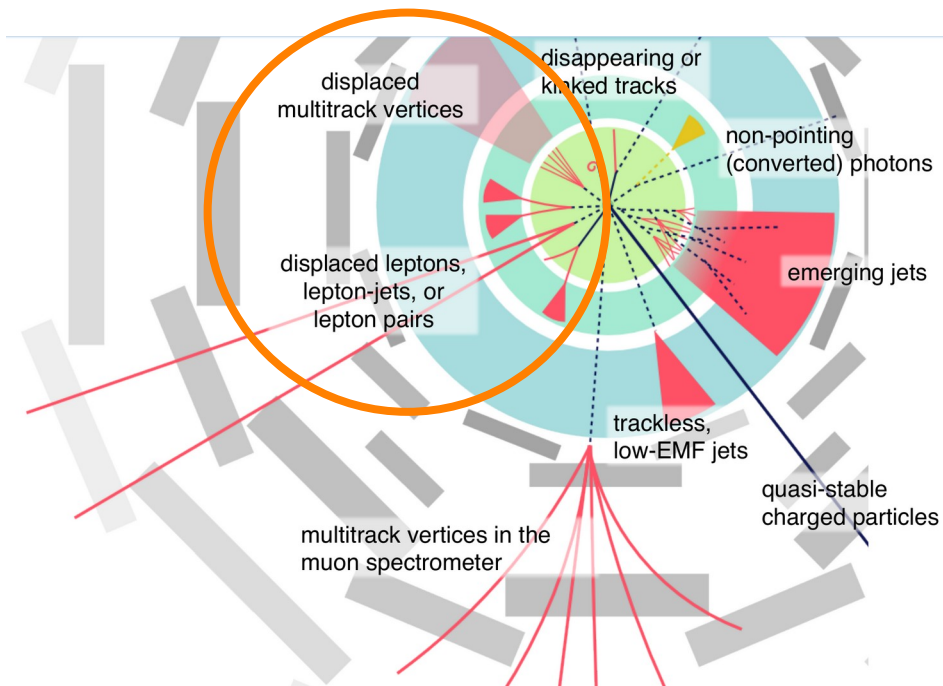 disappearing or
kinked tracks
displaced
multitrack vertices
non-pointing
(converted) photons
displaced leptons,
lepton-jets, or
lepton pairs
emerging jets
trackless,
low-EMF jets
quasi-stable
charged particles
multitrack vertices in the
muon spectrometer